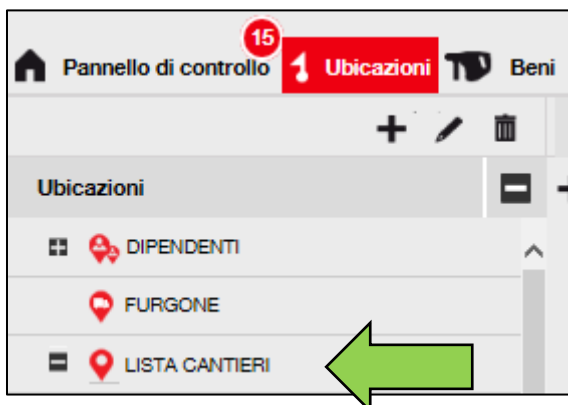 15
Pannello di controllo Ubicazioni Beni
Ubicazioni
DIPENDENTI
FURGONE
LISTA CANTIERI